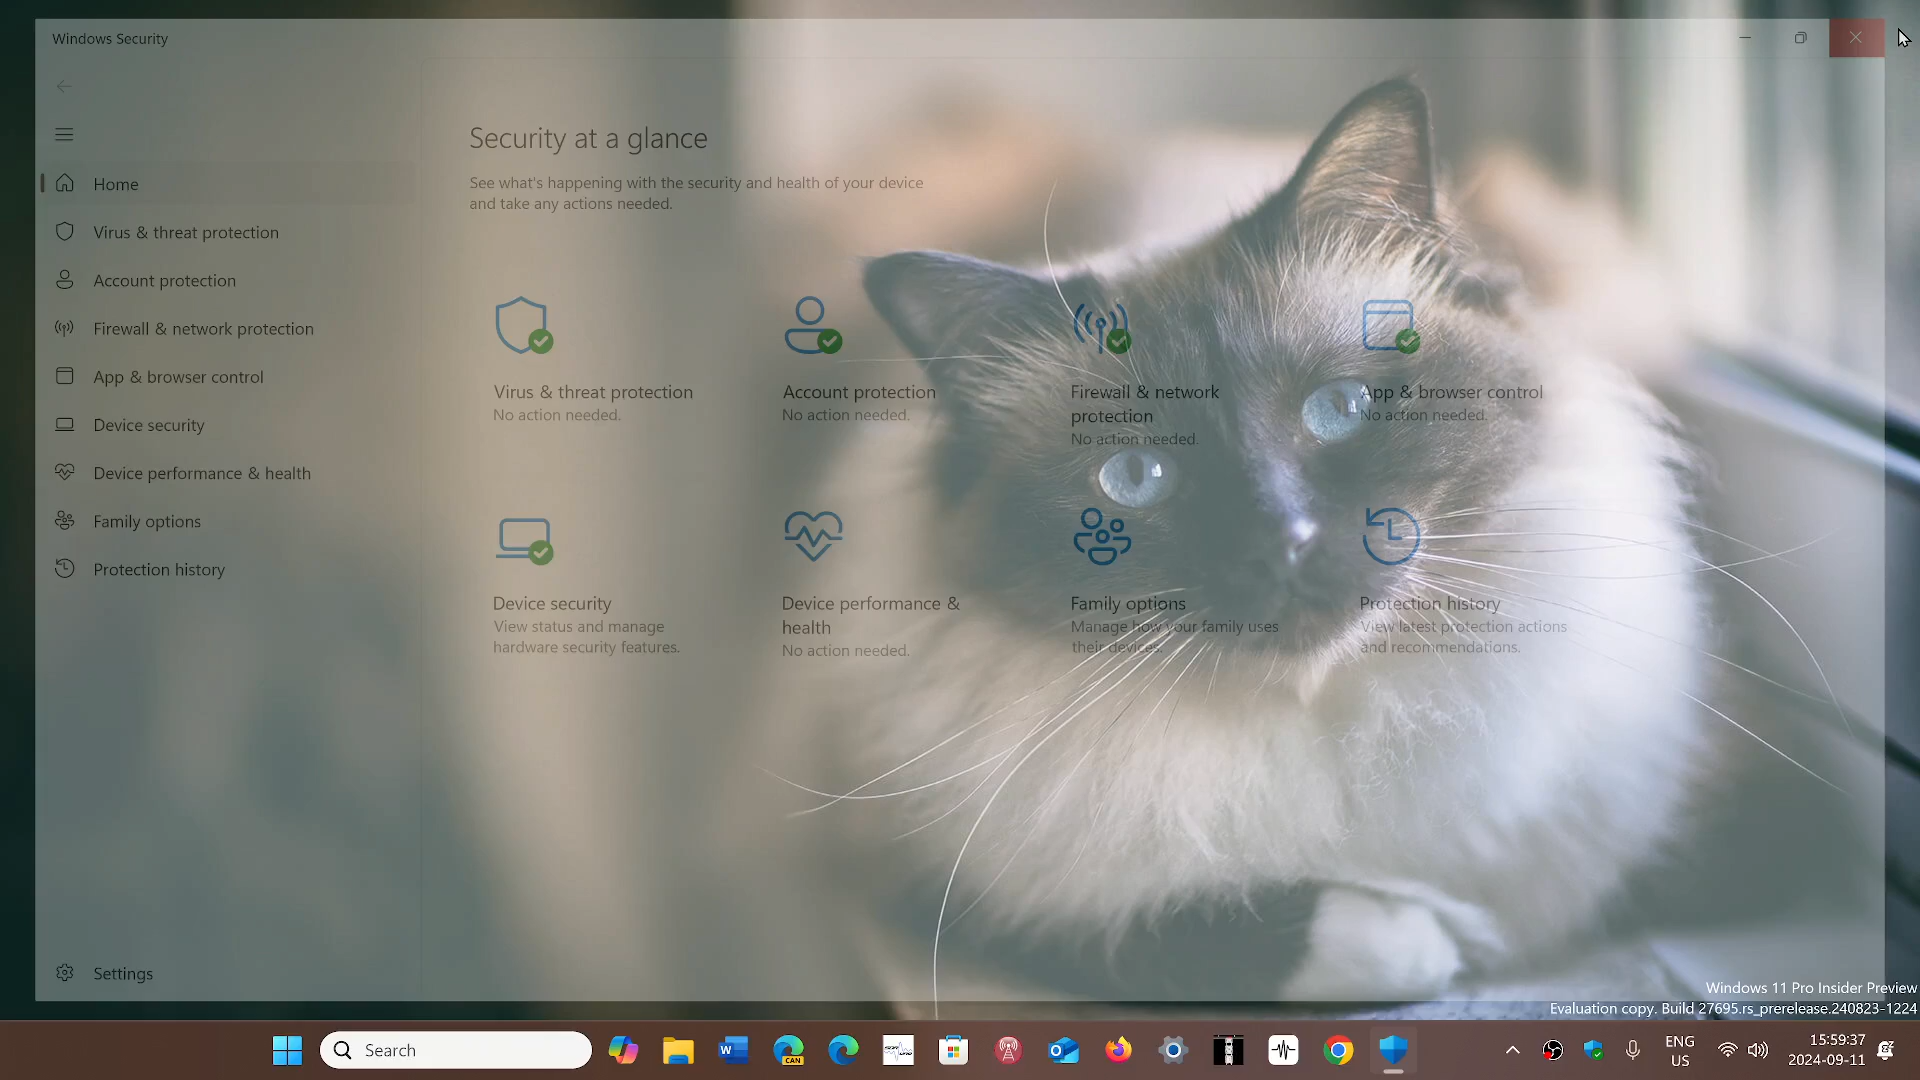 Windows Security
Home
Virus & threat protection
Account protection
Firewall & network protection
App & browser control
Device security
Device performance & health
Family options
Protection history
Settings
Security at a glance
See what's happening with the security and health of your device
and take any actions needed.
Virus & threat protection
No action needed.
Account protection
No action needed.
Firewall & network
protection
No action needed.
App & browser control
No action needed.
Device security
View status and manage
hardware security features.
Device performance &
health
No action needed.
Family options
Manage how your family uses
their devices.
Protection history
View latest protection actions
and recommendations.
Windows 11 Pro Insider Preview
Evaluation copy. Build 27695.rs_prerelease.240823-1224
Search
W
CAN
ENG
US
15:59:37
2024-09-11